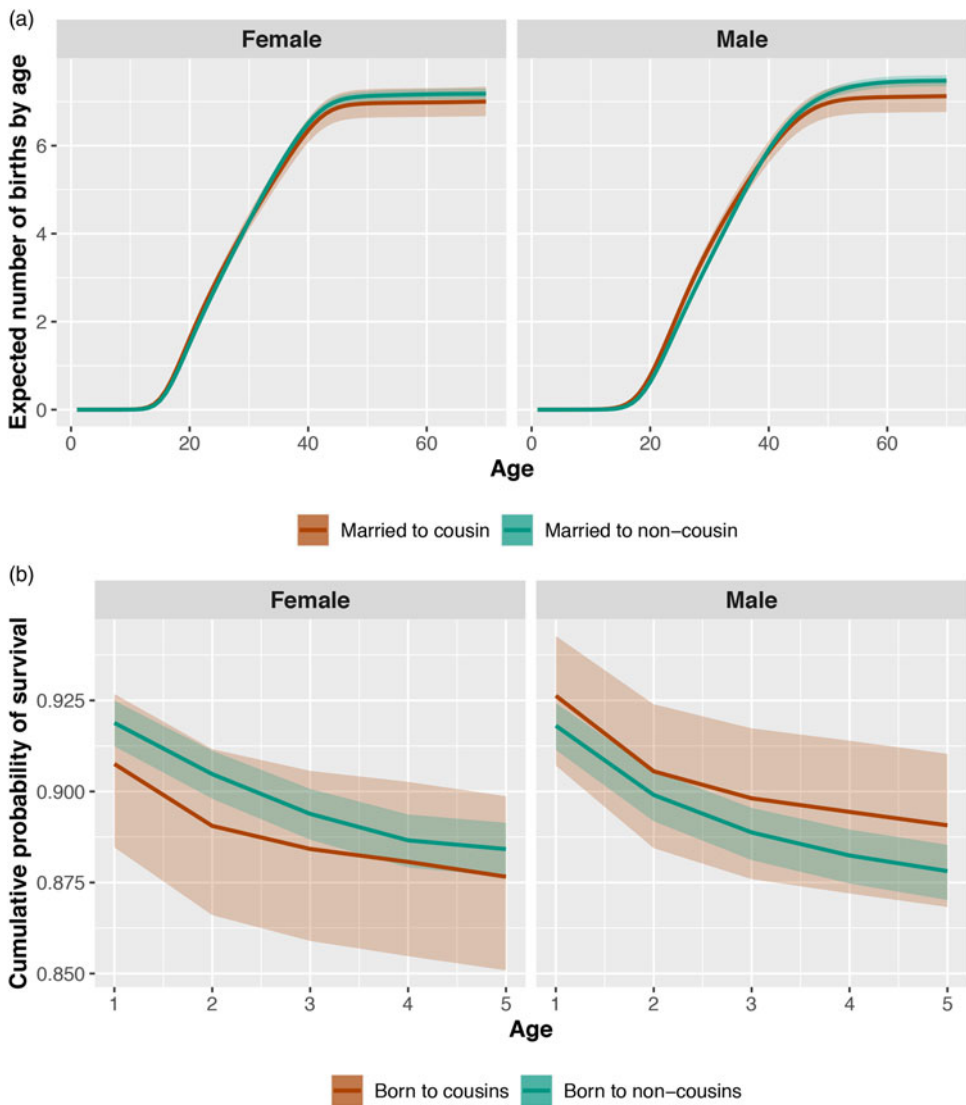 (a)
Female Male
Expected number of births by age
6
4
2
0
0 20 40 60 0 20 40 60
Age
Married to cousin Married to non−cousin
(b)
Female Male
Cumulative probability of survival
0.925
0.900
0.875
0.850
1 2 3 4 5 1 2 3 4 5
Age
Born to cousins Born to non−cousins